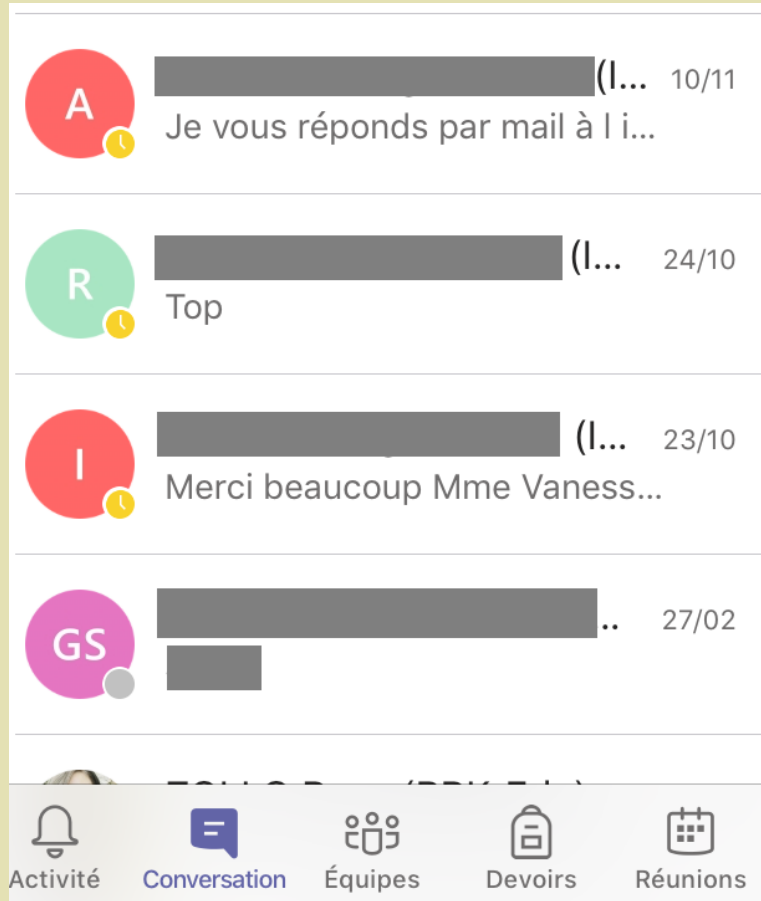 A
(I... 10/11
Je vous réponds par mail à l i...
R
(I... 24/10
Top
I
(I... 23/10
Merci beaucoup Mme Vaness...
GS
.. 27/02
Activité Conversation Équipes Devoirs Réunions